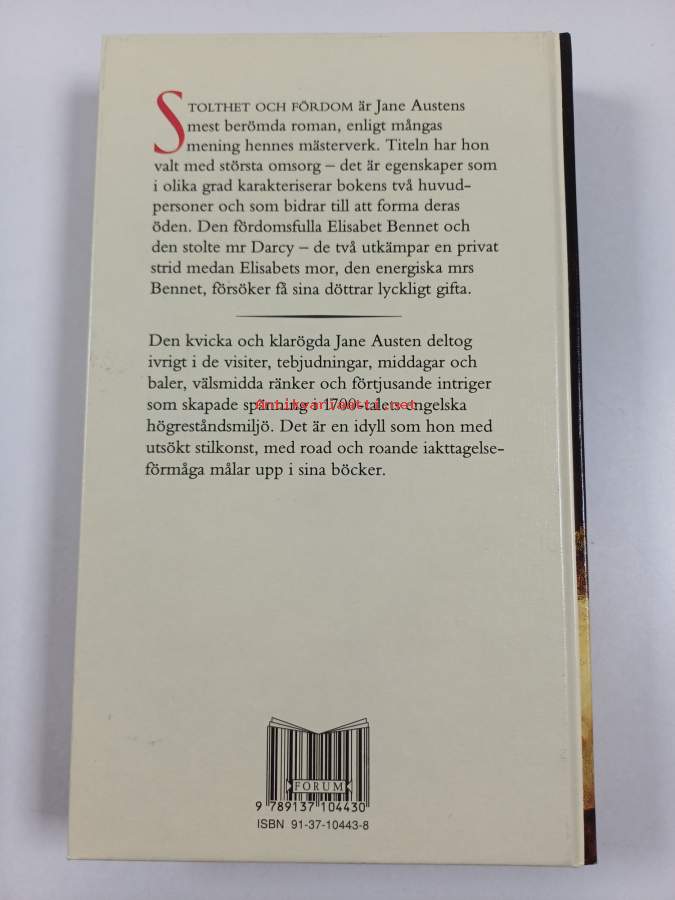 STOLTHET OCH FÖRDOM är Jane Austens
mest berömda roman, enligt mångas
mening hennes mästerverk. Titeln har hon
valt med största omsorg – det är egenskaper som
i olika grad karakteriserar bokens två huvud-
personer och som bidrar till att forma deras
öden. Den fördomsfulla Elisabet Bennet och
den stolte mr Darcy – de två utkämpar en privat
strid medan Elisabets mor, den energiska mrs
Bennet, försöker få sina döttrar lyckligt gifta.
Den kvicka och klarögda Jane Austen deltog
ivrigt i de visiter, tebjudningar, middagar och
baler, välsmidda ränker och förtjusande intriger
som skapade spänning i 1700-talets engelska
antikvariaatti.net
högreståndsmiljö. Det är en idyll som hon med
utsökt stilkonst, med road och roande iakttagelse-
förmåga målar upp i sina böcker.
FORUM
9 789137 104430
ISBN 91-37-10443-8